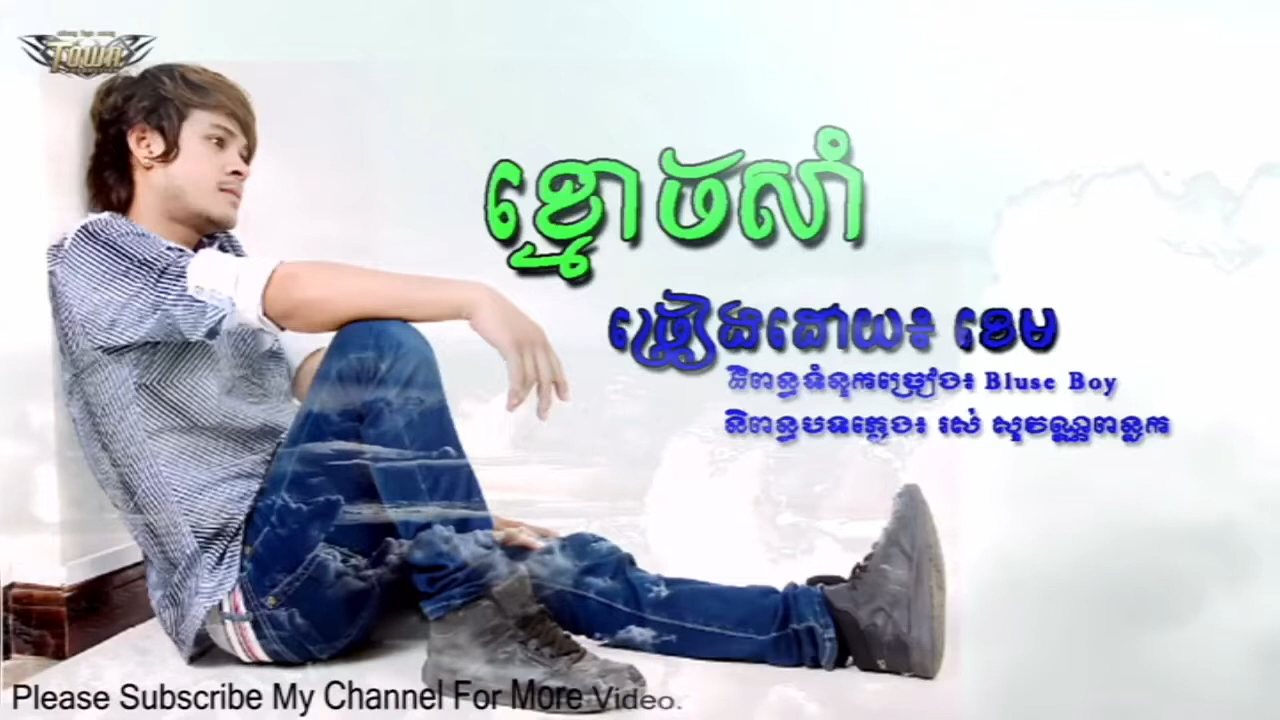 Town
PRODUCTION
ខ្មោចសាំ
ច្រៀងដោយ៖ ខេម
និពន្ធទំនុកច្រៀង៖ Bluse Boy
និពន្ធបទភ្លេង៖ រស់ សុវណ្ណពន្លក
Please Subscribe My Channel For More Video.